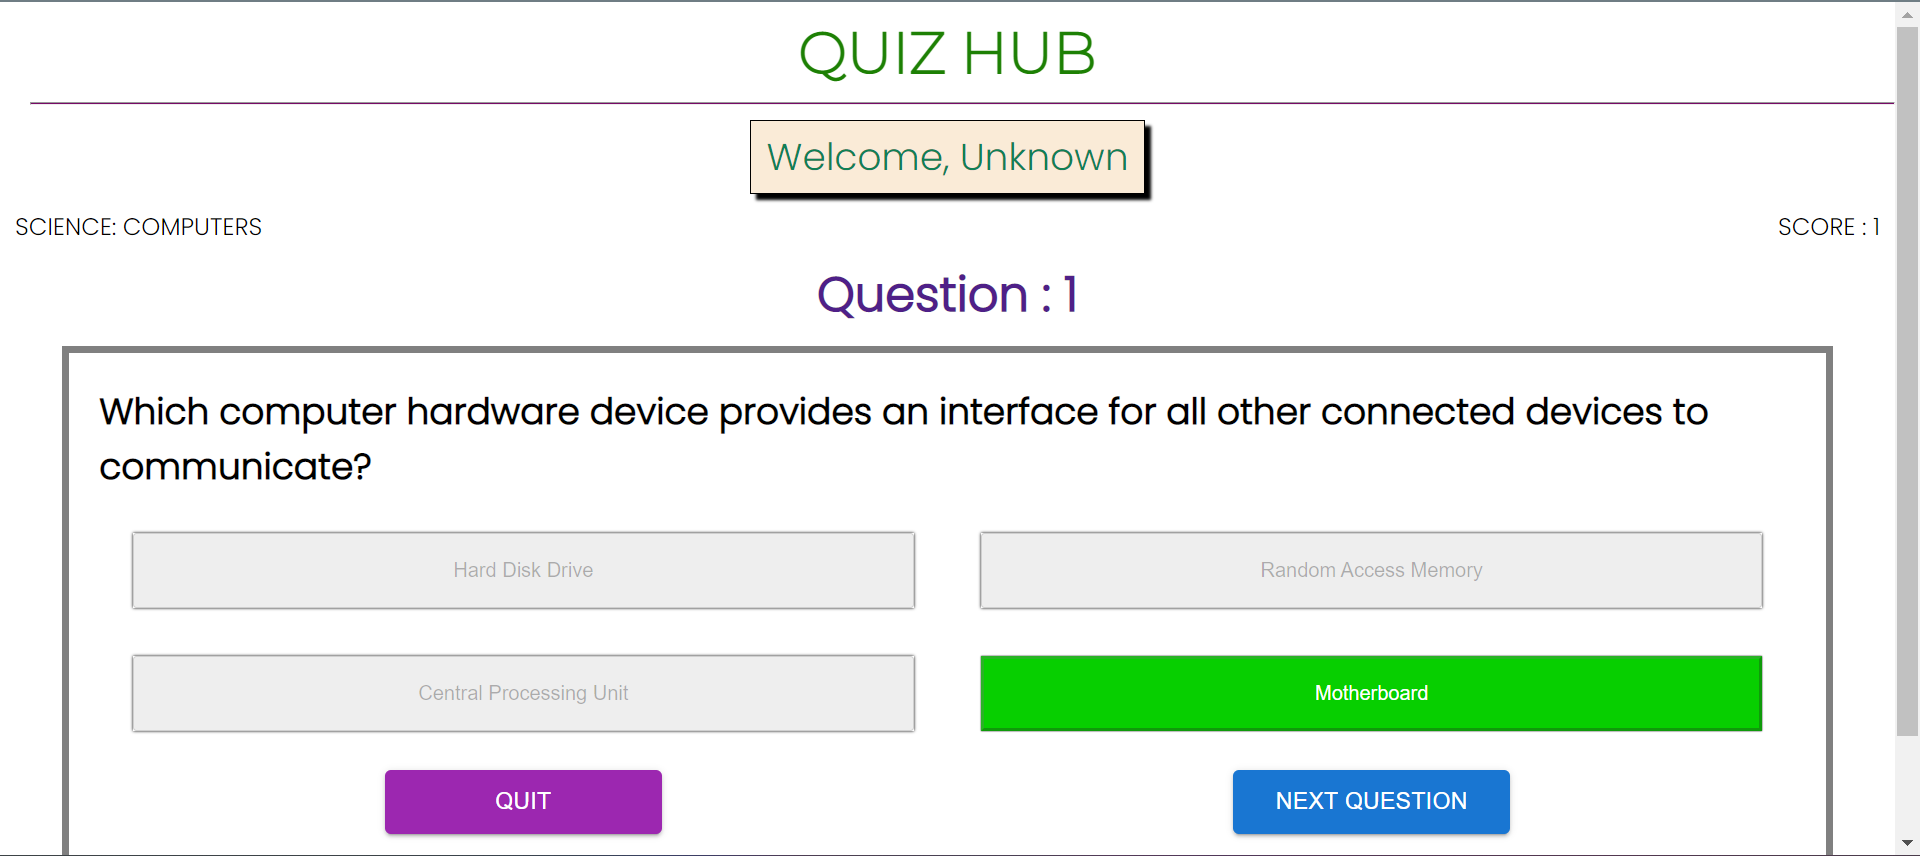 QUIZ HUB
Welcome, Unknown
SCIENCE: COMPUTERS
SCORE : 1
Question : 1
Which computer hardware device provides an interface for all other connected devices to
communicate?
Hard Disk Drive
Random Access Memory
Central Processing Unit
Motherboard
QUIT
NEXT QUESTION